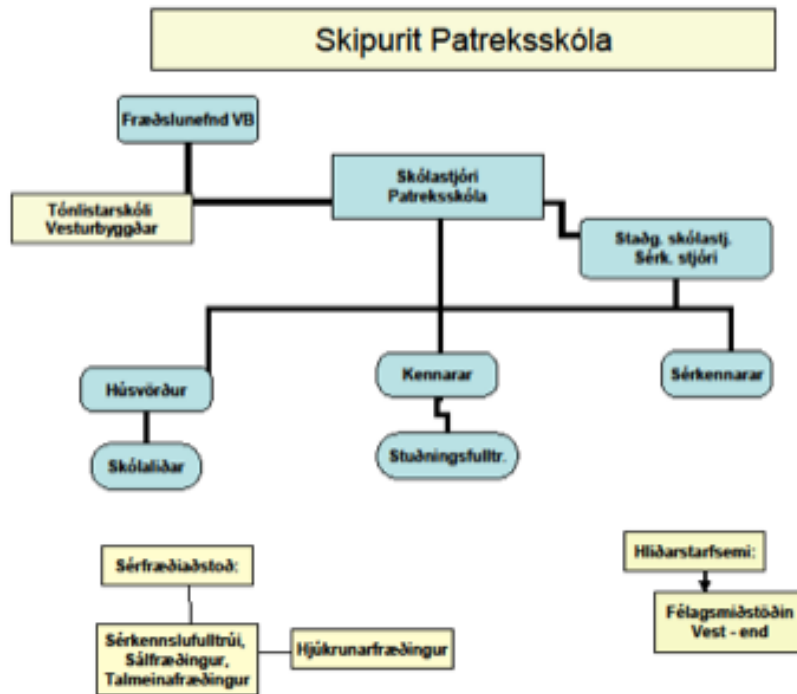 Skipurit Patreksskóla
Fræðslunefnd VB
Skólastjóri
Patreksskóla
Tónlistarskóli
Vesturbyggðar
Staðg. skólastj.
Sérk. stjóri
Húsvörður
Kennarar
Sérkennarar
Skólaliðar
Stuðningsfulltr.
Sérfræðiaðstoð:
Hliðarstarfsemi:
Sérkennslufulltrúi,
Sálfræðingur,
Talmeinafræðingur
Hjúkrunarfræðingur
Félagsmiðstöðin
Vest - end